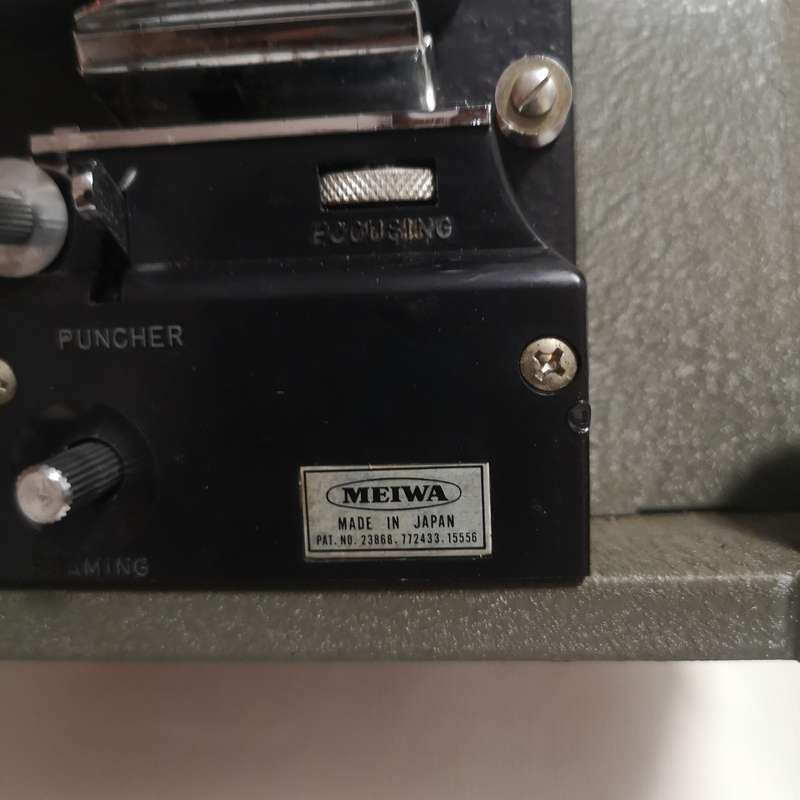 FOCUSING
PUNCHER
MEIWA
MADE IN JAPAN
PAT. NO. 23868. 772433. 15556